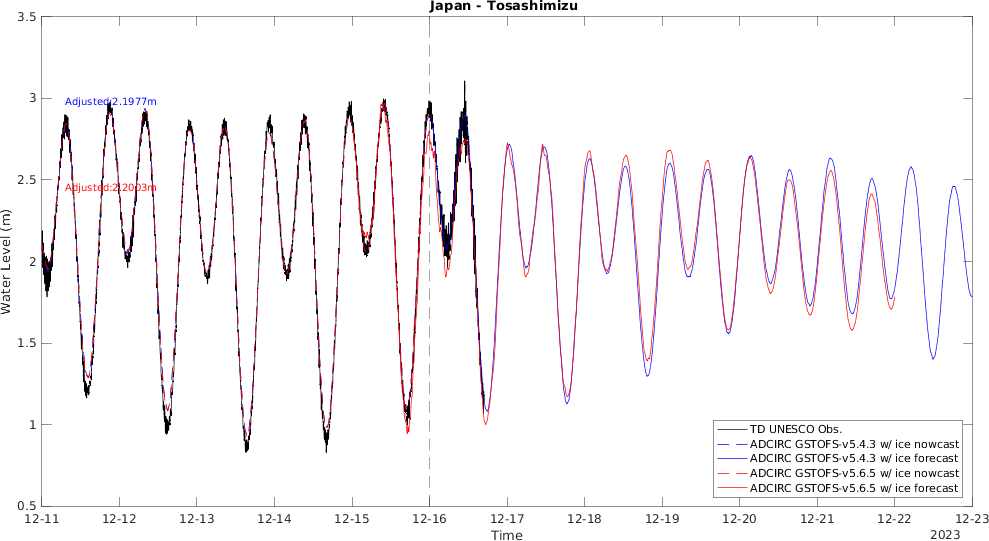 Japan - Tosashimizu
3.5
3
2.5
2
1.5
1
0.5
Water Level (m)
Adjusted:2.1977m
Adjusted:2.2003m
TD UNESCO Obs.
ADCIRC GSTOFS-v5.4.3 w/ ice nowcast
ADCIRC GSTOFS-v5.4.3 w/ ice forecast
ADCIRC GSTOFS-v5.6.5 w/ ice nowcast
ADCIRC GSTOFS-v5.6.5 w/ ice forecast
12-11 12-12 12-13 12-14 12-15 12-16 12-17 12-18 12-19 12-20 12-21 12-22 12-23
Time
2023